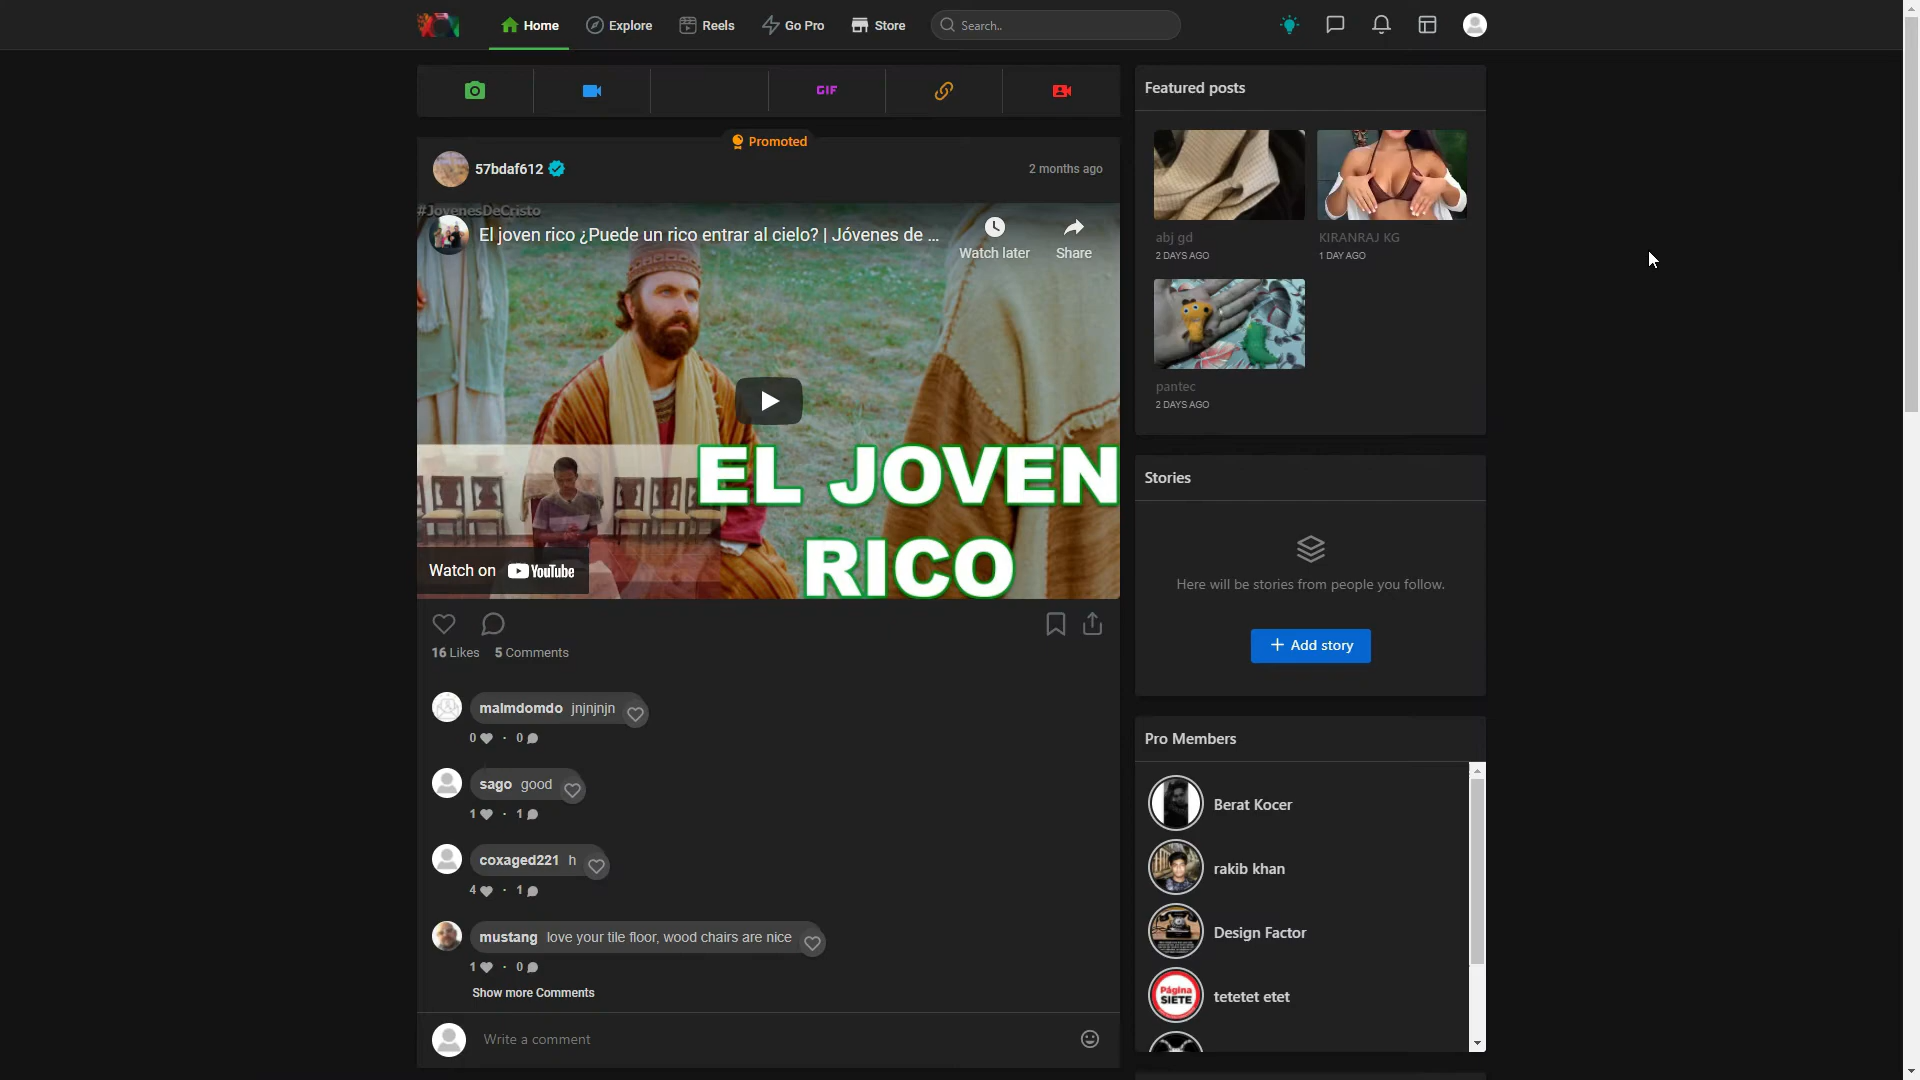 Home
Explore
Reels
Go Pro
Store
Search..
GIF
Promoted
57bdaf612
2 months ago
#JovenesDeCristo
El joven rico ¿Puede un rico entrar al cielo? | Jóvenes de ...
Watch later
Share
EL JOVEN
RICO
Watch on YouTube
16 Likes 5 Comments
malmdomdo jnjnjnjn
0 · 0
sago good
1 · 1
coxaged221 h
4 · 1
mustang love your tile floor, wood chairs are nice
1 · 0
Show more Comments
Write a comment
Featured posts
abj gd
2 DAYS AGO
KIRANRAJ KG
1 DAY AGO
pantec
2 DAYS AGO
Stories
Here will be stories from people you follow.
+ Add story
Pro Members
Berat Kocer
rakib khan
Design Factor
Página
SIETE
tetetet etet